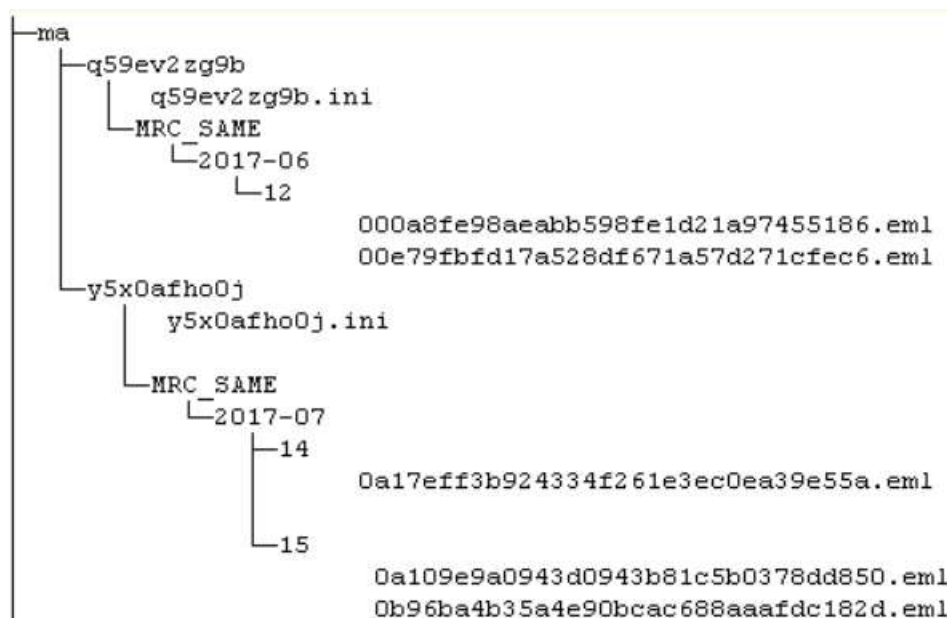 ma
q59ev2zg9b
q59ev2zg9b.ini
MRC_SAME
2017-06
12
000a8fe98aeabb598fe1d21a97455186.eml
00e79fbfd17a528df671a57d271cfec6.eml
y5x0afho0j
y5x0afho0j.ini
MRC_SAME
2017-07
14
0a17eff3b924334f261e3ec0ea39e55a.eml
15
0a109e9a0943d0943b81c5b0378dd850.eml
0b96ba4b35a4e90bcac688aaafdc182d.eml